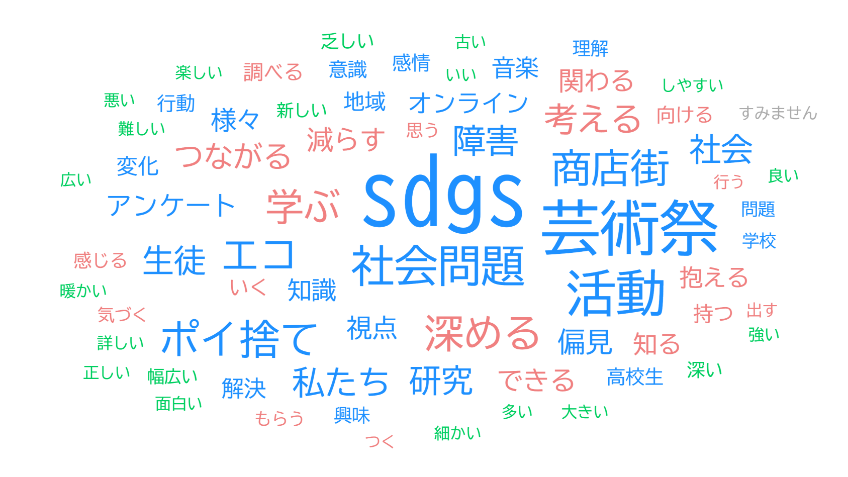 乏しい
古い
理解
楽しい
調べる
意識
感情
いい
音楽
関わる
しやすい
悪い
行動
様々
新しい
地域
オンライン
考える
向ける
すみません
難しい
つながる
減らす
思う
障害
社会
広い
変化
sdgs
商店街
行う
良い
アンケート
学ぶ
芸術祭
問題
学校
感じる
生徒
エコ
社会問題
活動
抱える
暖かい
いく
知識
気づく
持つ
出す
詳しい
ポイ捨て
視点
深める
偏見
知る
強い
正しい
幅広い
解決
私たち
研究
できる
高校生
深い
面白い
もらう
興味
多い
大きい
つく
細かい